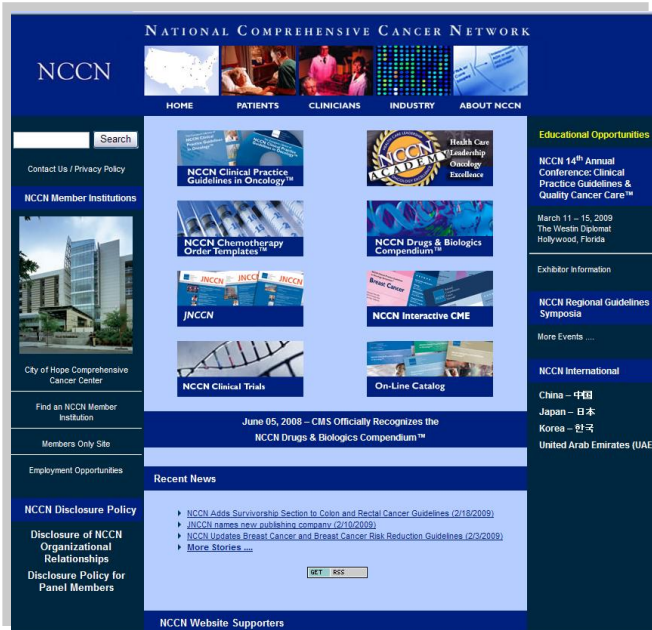 NATIONAL COMPREHENSIVE CANCER NETWORK
NCCN
HOME
PATIENTS
CLINICIANS
INDUSTRY
ABOUT NCCN
Search
Contact Us / Privacy Policy
NCCN Member Institutions
City of Hope Comprehensive
Cancer Center
Find an NCCN Member
Institution
Members Only Site
Employment Opportunities
NCCN Disclosure Policy
Disclosure of NCCN
Organizational
Relationships
Disclosure Policy for
Panel Members
NCCN Clinical Practice
Guidelines in Oncology™
NCCN
ACADEMY
Health Care
Leadership
Oncology
Excellence
NCCN Chemotherapy
Order Templates™
NCCN Drugs & Biologics
Compendium™
JNCCN JNCCN JNCCN
JNCCN
Breast Cancer
NCCN Interactive CME
NCCN Clinical Trials
On-Line Catalog
June 05, 2008 – CMS Officially Recognizes the
NCCN Drugs & Biologics Compendium™
Recent News
NCCN Adds Survivorship Section to Colon and Rectal Cancer Guidelines (2/18/2009)
JNCCN names new publishing company (2/10/2009)
NCCN Updates Breast Cancer and Breast Cancer Risk Reduction Guidelines (2/3/2009)
More Stories ....
GET RSS
NCCN Website Supporters
Educational Opportunities
NCCN 14th Annual
Conference: Clinical
Practice Guidelines &
Quality Cancer Care™
March 11 – 15, 2009
The Westin Diplomat
Hollywood, Florida
Exhibitor Information
NCCN Regional Guidelines
Symposia
More Events ....
NCCN International
China – 中国
Japan – 日本
Korea – 한국
United Arab Emirates (UAE